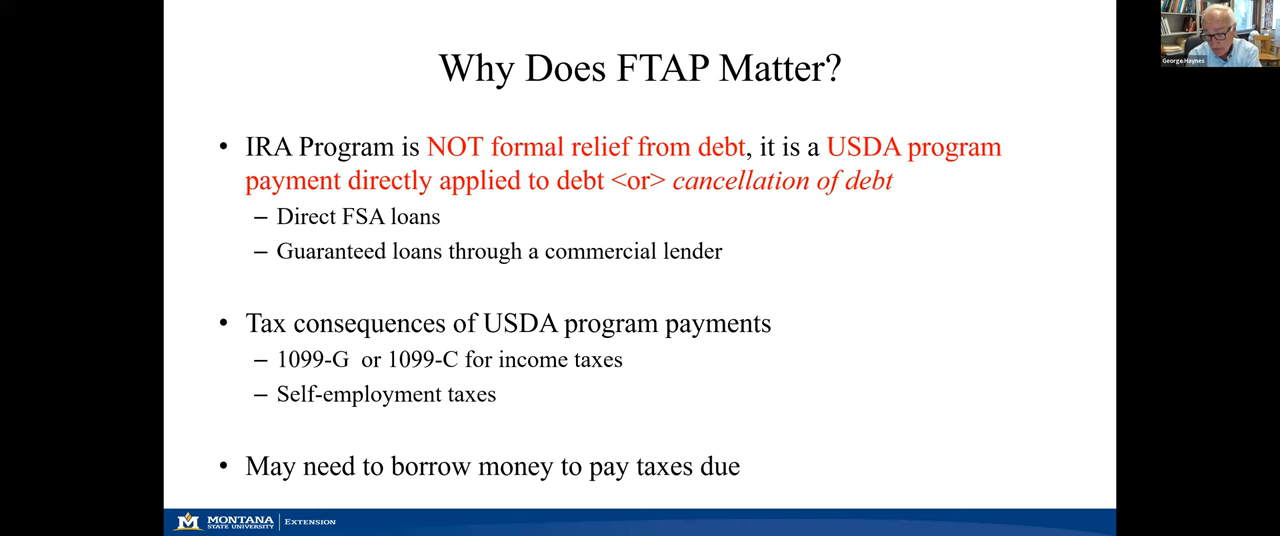 Why Does FTAP Matter?
George Haynes
• IRA Program is NOT formal relief from debt, it is a USDA program
payment directly applied to debt <or> cancellation of debt
– Direct FSA loans
– Guaranteed loans through a commercial lender
• Tax consequences of USDA program payments
– 1099-G or 1099-C for income taxes
– Self-employment taxes
• May need to borrow money to pay taxes due
M MONTANA
STATE UNIVERSITY
EXTENSION